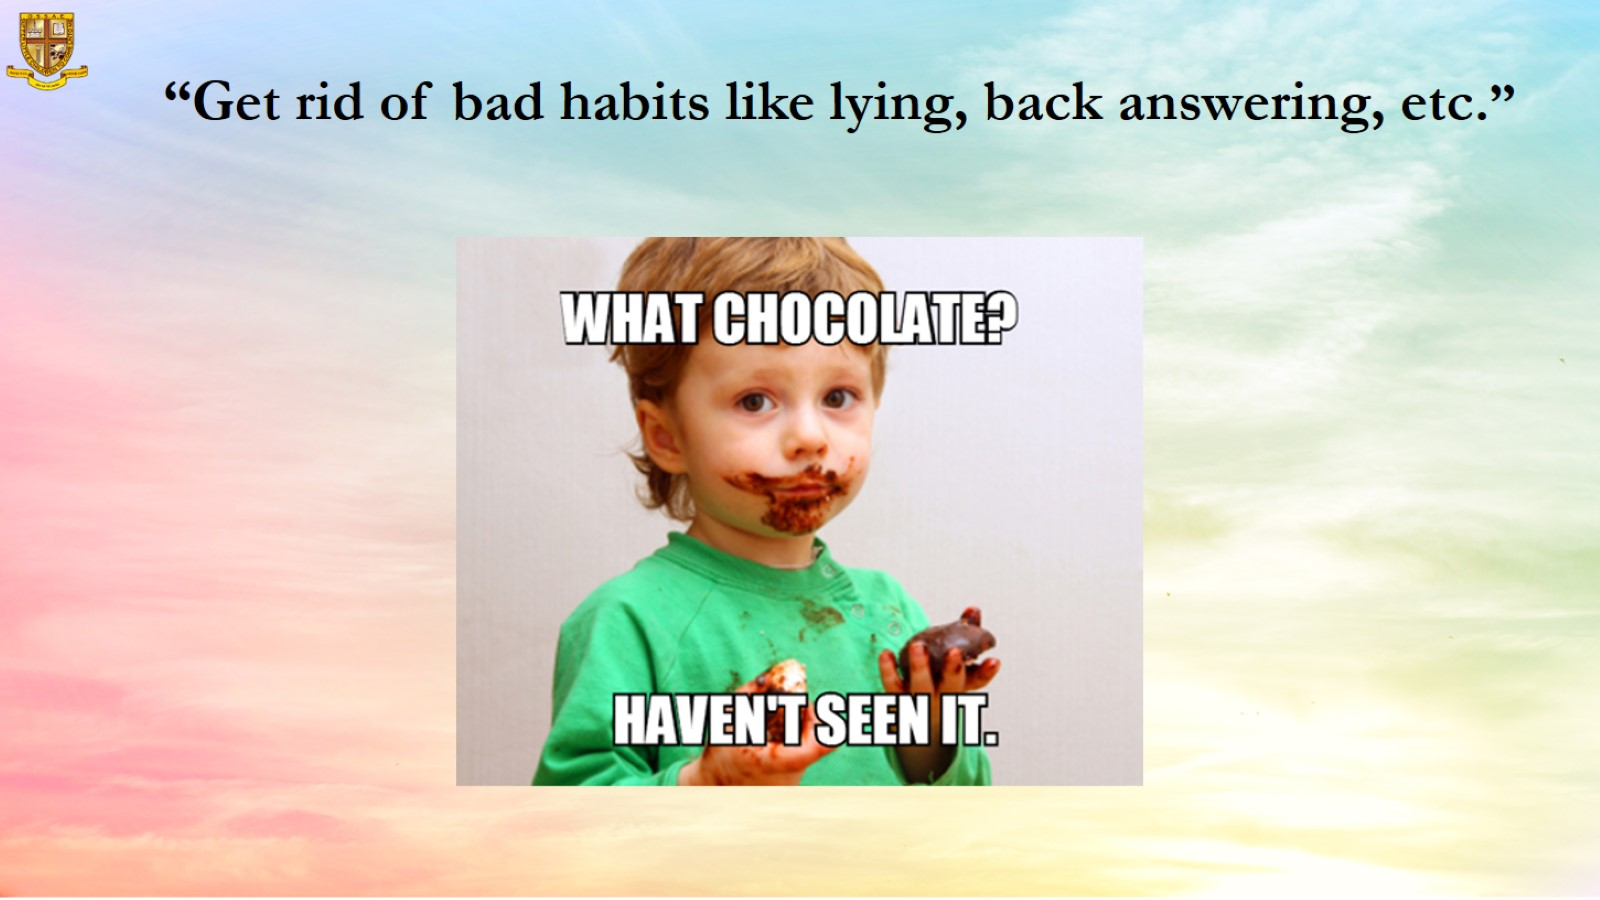 “Get rid of bad habits like lying, back answering, etc.”
WHAT CHOCOLATE?
HAVEN'T SEEN IT.